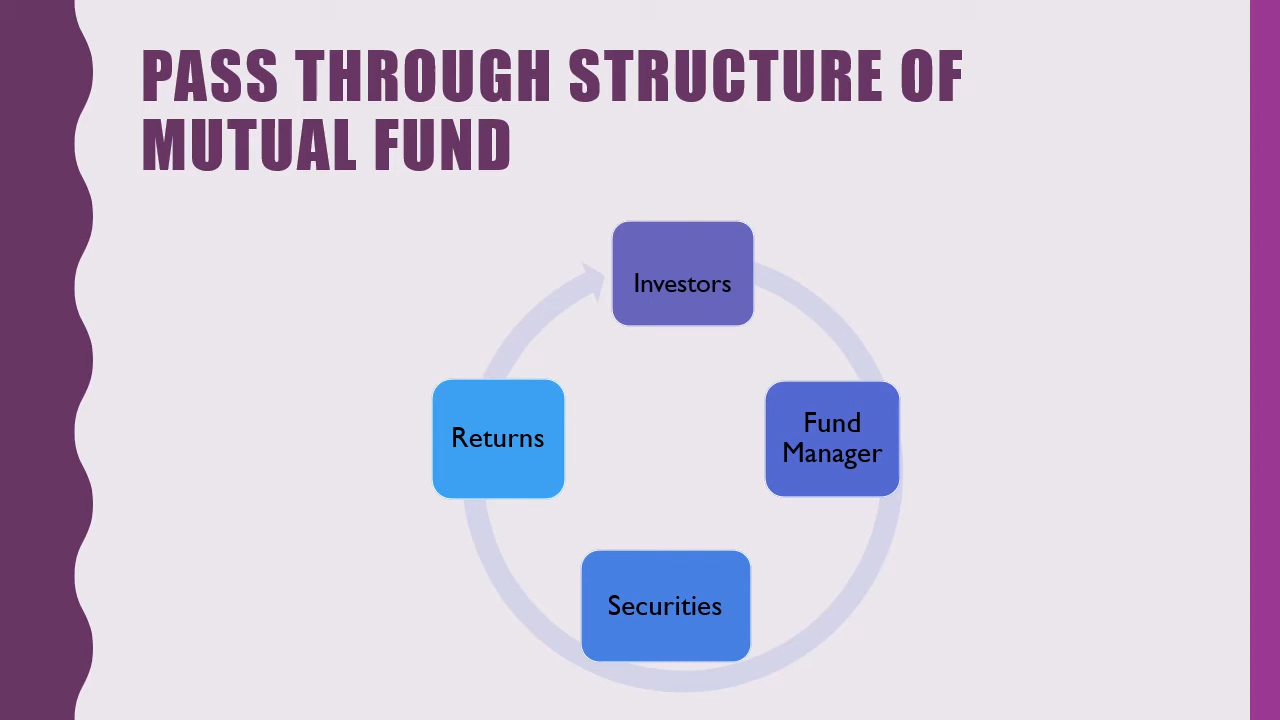 PASS THROUGH STRUCTURE OF
MUTUAL FUND
Investors
Fund
Manager
Securities
Returns